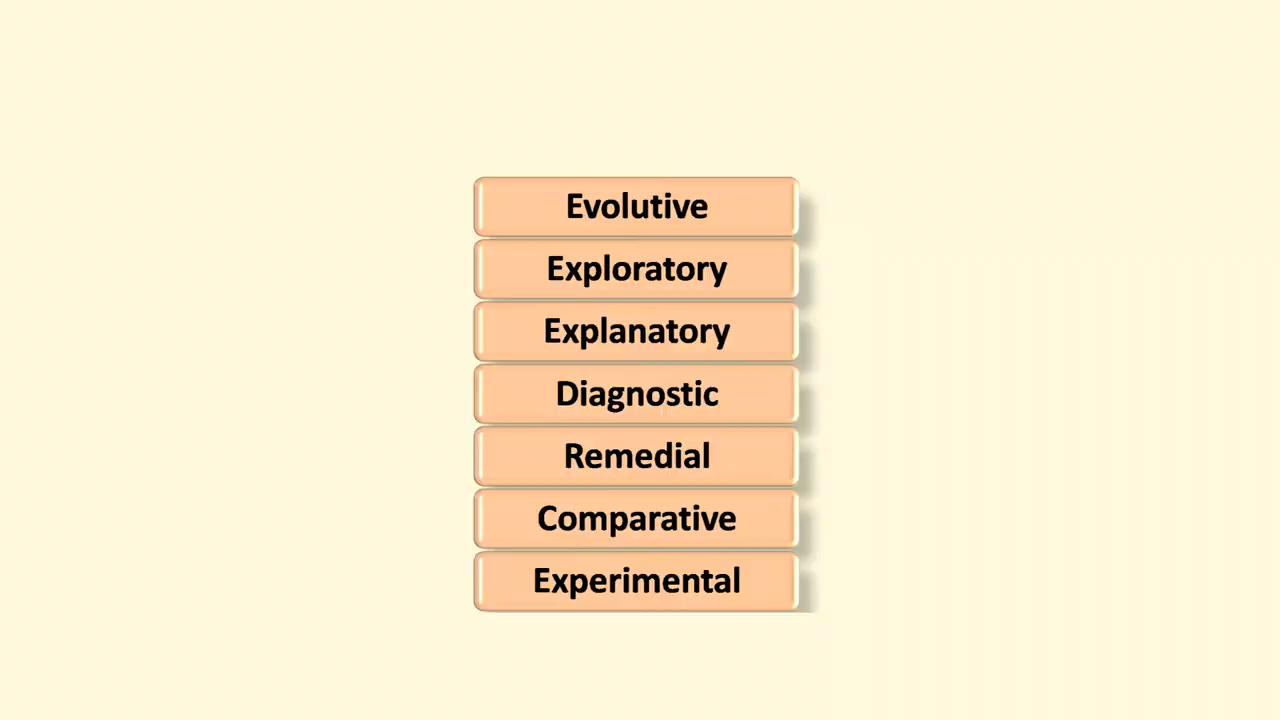 Evolutive
Exploratory
Explanatory
Diagnostic
Remedial
Comparative
Experimental